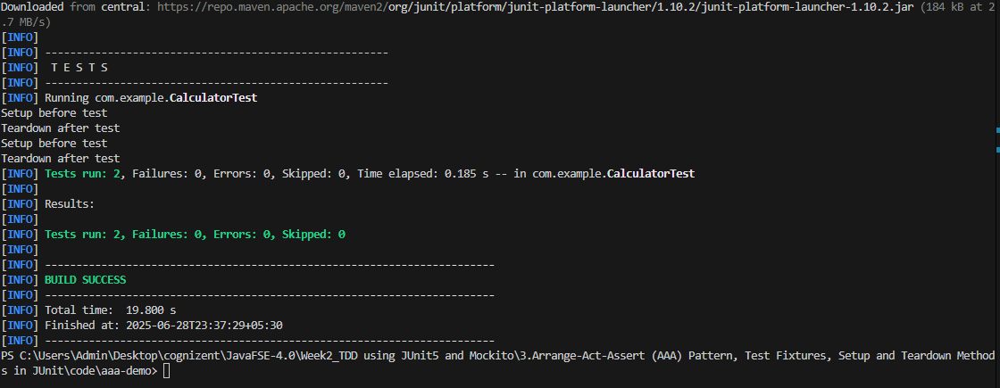 Downloaded from central: https://repo.maven.apache.org/maven2/org/junit/platform/junit-platform-launcher/1.10.2/junit-platform-launcher-1.10.2.jar (184 kB at 2
.7 MB/s)
[INFO]
[INFO] -------------------------------------------------------
[INFO]  T E S T S
[INFO] -------------------------------------------------------
[INFO] Running com.example.CalculatorTest
Setup before test
Teardown after test
Setup before test
Teardown after test
[INFO] Tests run: 2, Failures: 0, Errors: 0, Skipped: 0, Time elapsed: 0.185 s -- in com.example.CalculatorTest
[INFO]
[INFO] Results:
[INFO]
[INFO] Tests run: 2, Failures: 0, Errors: 0, Skipped: 0
[INFO]
[INFO] ------------------------------------------------------------------------
[INFO] BUILD SUCCESS
[INFO] ------------------------------------------------------------------------
[INFO] Total time:  19.800 s
[INFO] Finished at: 2025-06-28T23:37:29+05:30
[INFO] ------------------------------------------------------------------------
PS C:\Users\Admin\Desktop\cognizent\JavaFSE-4.0\Week2_TDD using JUnit5 and Mockito\3.Arrange-Act-Assert (AAA) Pattern, Test Fixtures, Setup and Teardown Method
s in JUnit\code\aaa-demo>